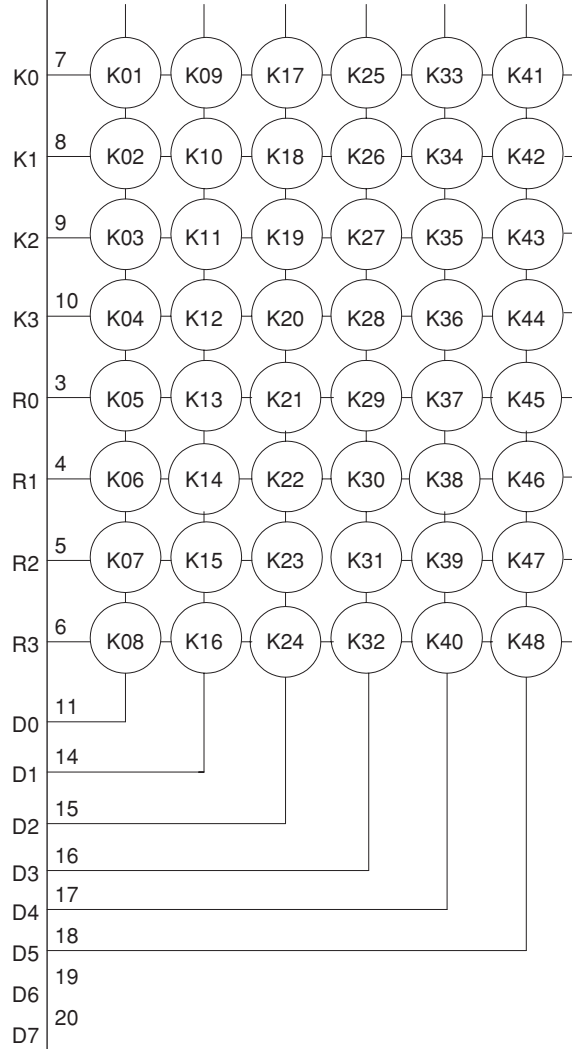 7
K0 K01 K09 K17 K25 K33 K41
8
K1 K02 K10 K18 K26 K34 K42
9
K2 K03 K11 K19 K27 K35 K43
10
K3 K04 K12 K20 K28 K36 K44
3
R0 K05 K13 K21 K29 K37 K45
4
R1 K06 K14 K22 K30 K38 K46
5
R2 K07 K15 K23 K31 K39 K47
6
R3 K08 K16 K24 K32 K40 K48
11
D0
14
D1
15
D2
16
D3
17
D4
18
D5
19
D6
20
D7